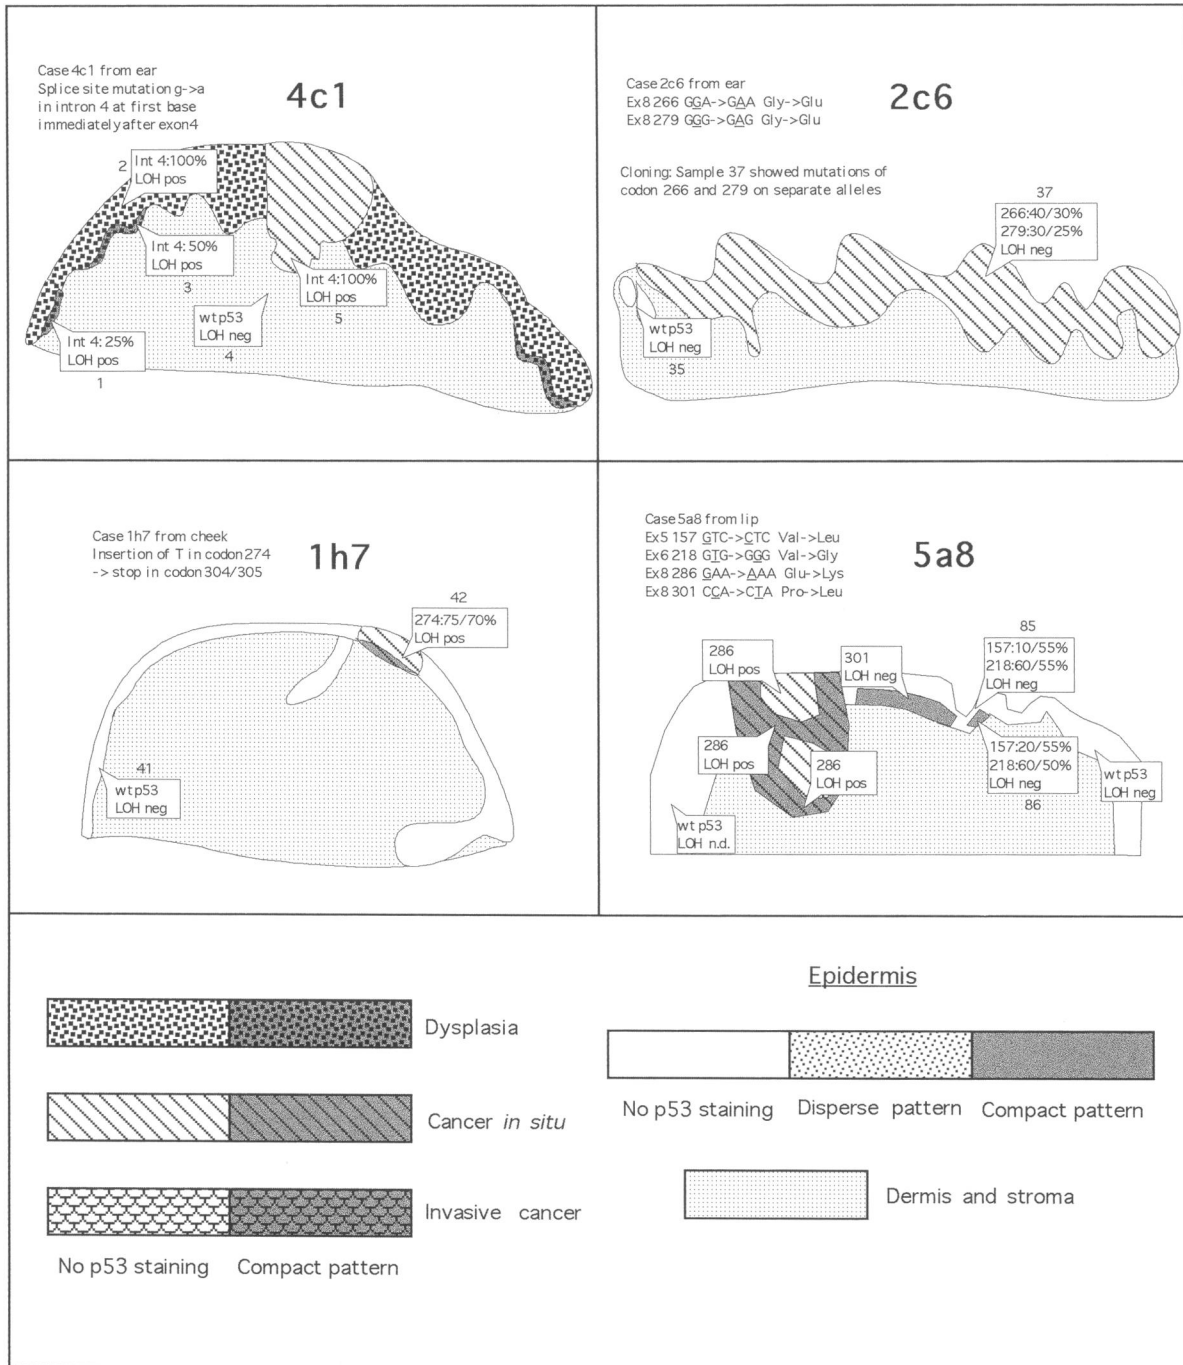 Case 4c1 from ear
Splice site mutation g->a
in intron 4 at first base
immediately after exon 4
4c1
2
Int 4:100%
LOH pos
Int 4: 50%
LOH pos
3
Int 4:100%
LOH pos
5
wt p53
LOH neg
4
Int 4: 25%
LOH pos
1
Case 2c6 from ear
Ex8 266 GGA->GAA Gly->Glu
Ex8 279 GGG->GAG Gly->Glu
2c6
Cloning: Sample 37 showed mutations of
codon 266 and 279 on separate alleles
37
266:40/30%
279:30/25%
LOH neg
wt p53
LOH neg
35
Case 1h7 from cheek
Insertion of T in codon 274
-> stop in codon 304/305
1h7
42
274:75/70%
LOH pos
41
wt p53
LOH neg
Case 5a8 from lip
Ex5 157 GTC->CTC Val->Leu
Ex6 218 GTG->GGG Val->Gly
Ex8 286 GAA->AAA Glu->Lys
Ex8 301 CCA->CTA Pro->Leu
5a8
286
LOH pos
301
LOH neg
85
157:10/55%
218:60/55%
LOH neg
286
LOH pos
286
LOH pos
157:20/55%
218:60/50%
LOH neg
86
wt p53
LOH neg
wt p53
LOH n.d.
Dysplasia
Cancer in situ
Invasive cancer
No p53 staining Compact pattern
Epidermis
No p53 staining Disperse pattern Compact pattern
Dermis and stroma